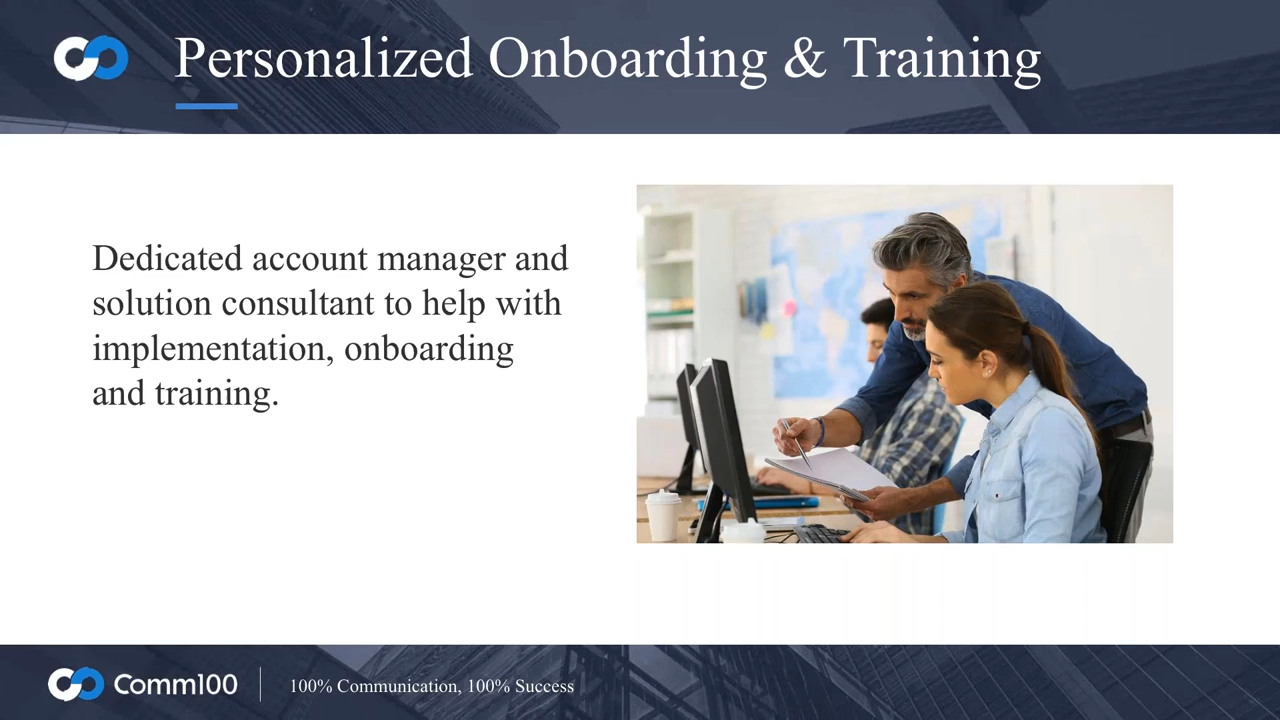 Personalized Onboarding & Training
Dedicated account manager and
solution consultant to help with
implementation, onboarding
and training.
Comm100
100% Communication, 100% Success